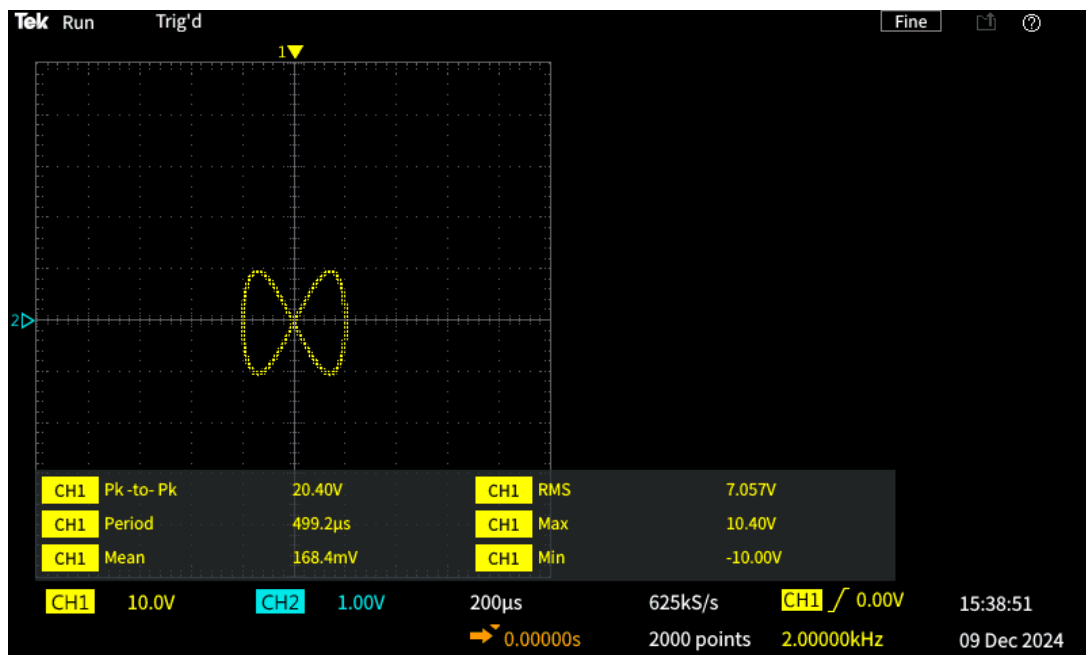 Tek Run Trig'd Fine ?
1
2
CH1 Pk -to- Pk 20.40V CH1 RMS 7.057V
CH1 Period 499.2µs CH1 Max 10.40V
CH1 Mean 168.4mV CH1 Min -10.00V
CH1 10.0V CH2 1.00V 200µs 625kS/s CH1 0.00V 15:38:51
0.00000s 2000 points 2.00000kHz 09 Dec 2024